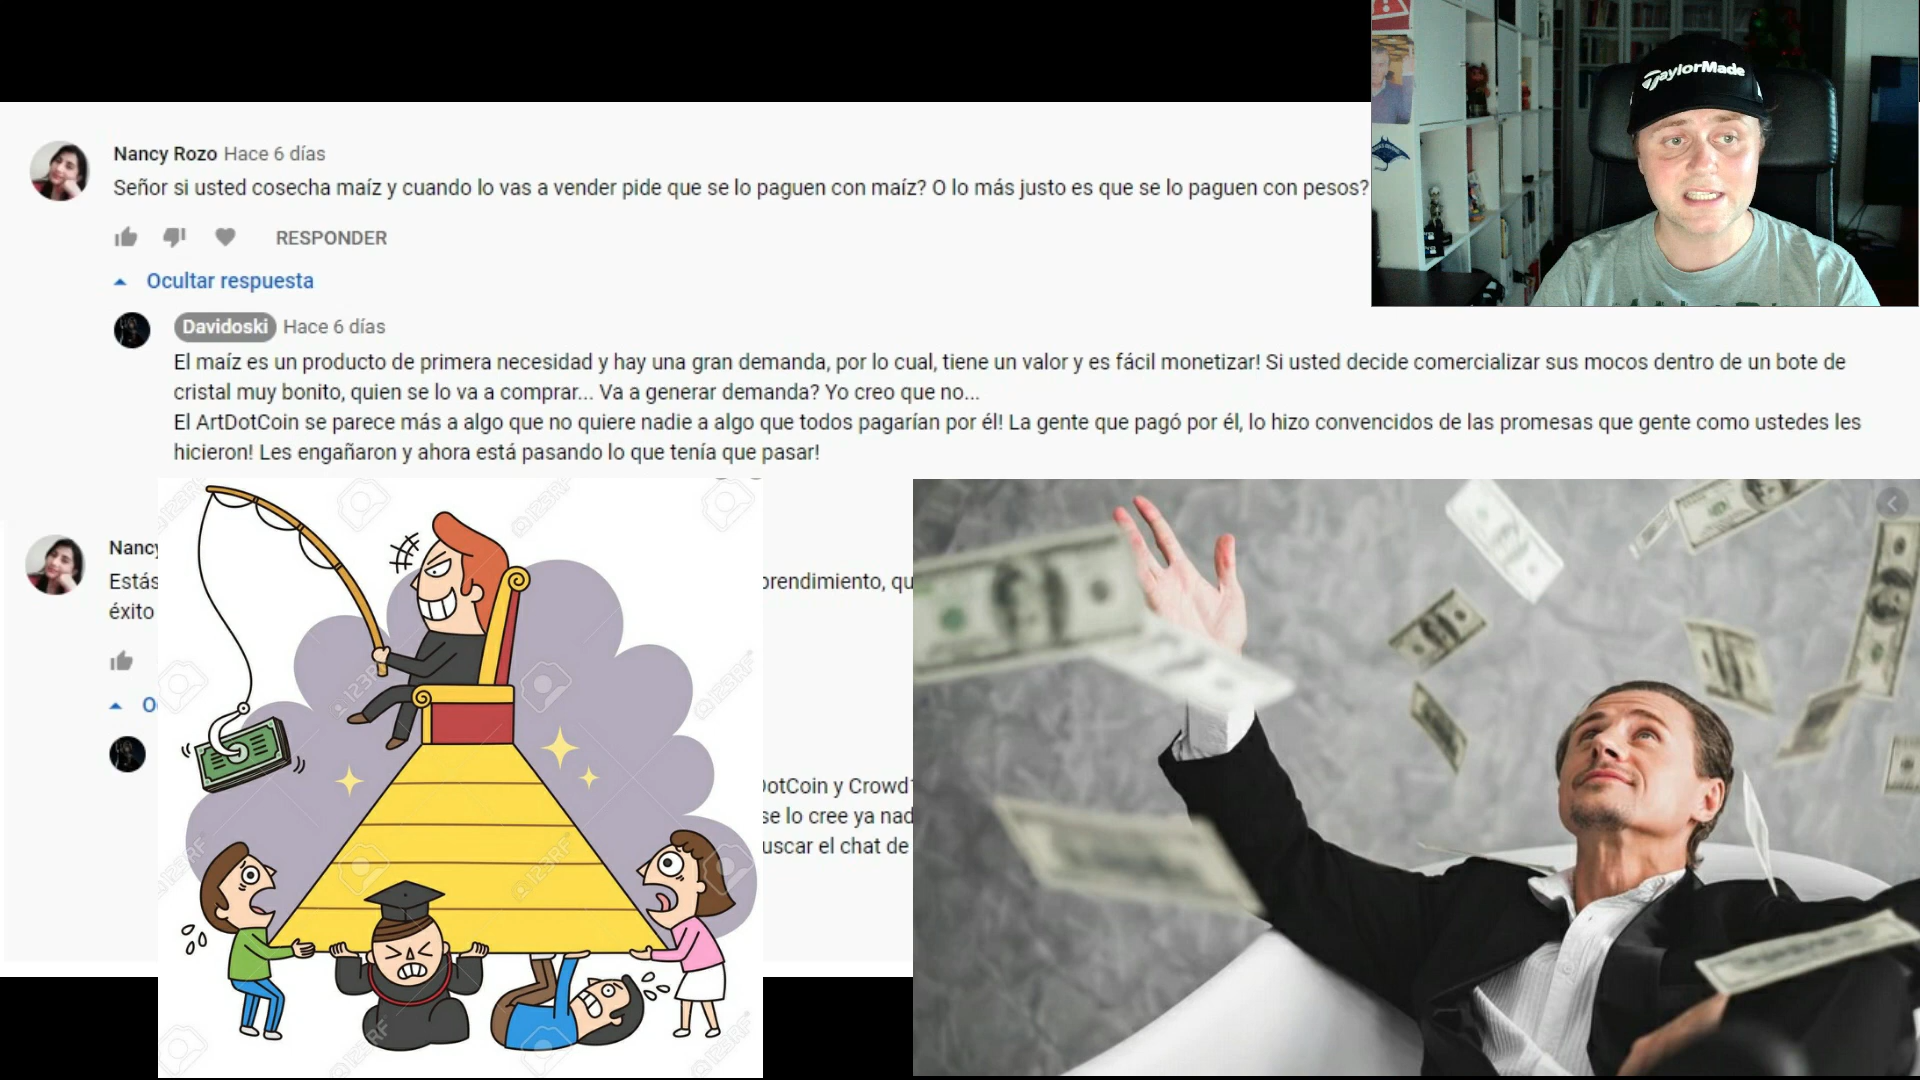 TaylorMade
Nancy Rozo Hace 6 días
Señor si usted cosecha maíz y cuando lo vas a vender pide que se lo paguen con maíz? O lo más justo es que se lo paguen con pesos?
RESPONDER
Ocultar respuesta
Davidoski Hace 6 días
El maíz es un producto de primera necesidad y hay una gran demanda, por lo cual, tiene un valor y es fácil monetizar! Si usted decide comercializar sus mocos dentro de un bote de
cristal muy bonito, quien se lo va a comprar... Va a generar demanda? Yo creo que no...
El ArtDotCoin se parece más a algo que no quiere nadie a algo que todos pagarían por él! La gente que pagó por él, lo hizo convencidos de las promesas que gente como ustedes les
hicieron! Les engañaron y ahora está pasando lo que tenía que pasar!
Nancy
Estás prendimiento, qu
éxito
O
DotCoin y Crowd1
se lo cree ya nad
uscar el chat de
123RF